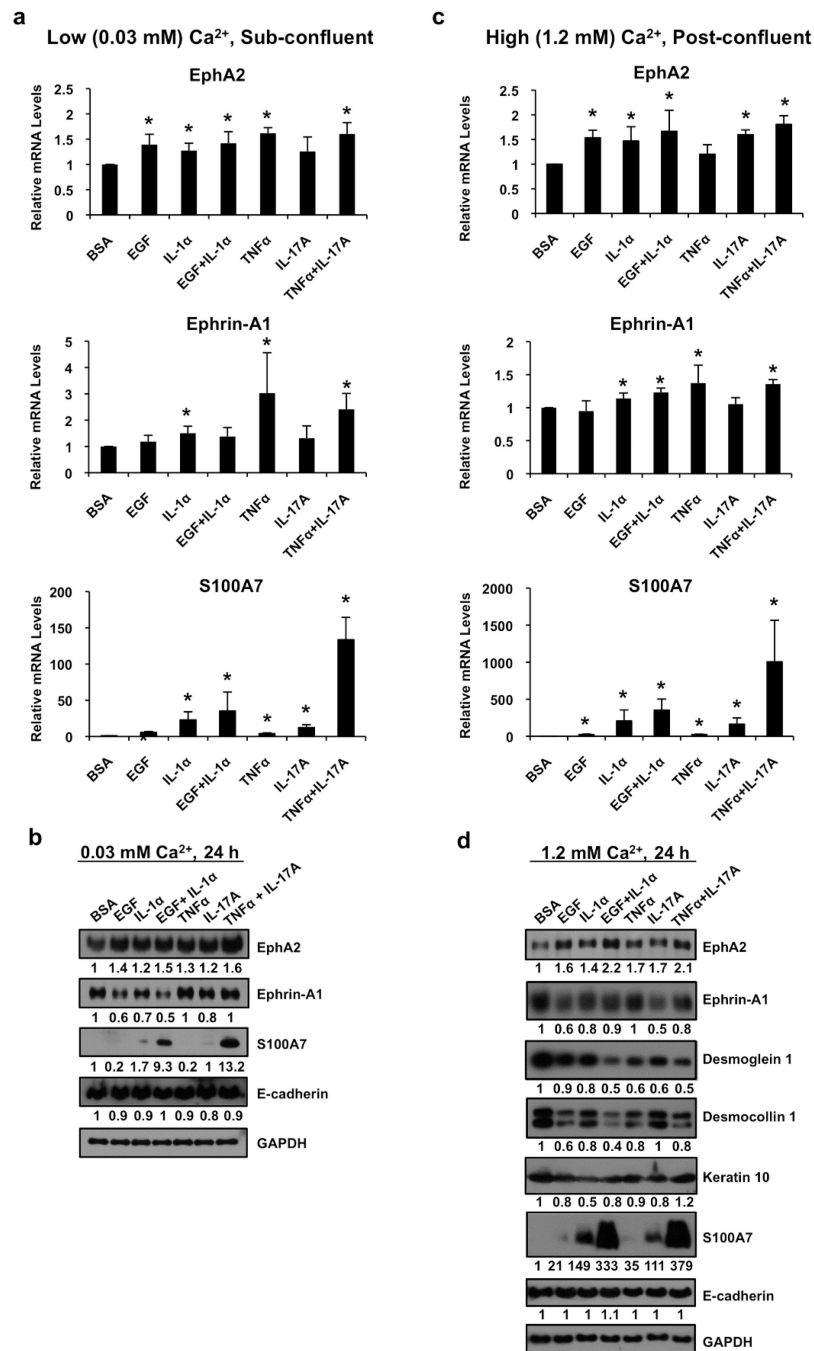 a
Low (0.03 mM) Ca²⁺, Sub-confluent
EphA2
Relative mRNA Levels
2.5
2
1.5
1
0.5
0
* * * * *
BSA EGF IL-1α EGF+IL-1α TNFα IL-17A TNFα+IL-17A
Ephrin-A1
Relative mRNA Levels
5
4
3
2
1
0
* * *
BSA EGF IL-1α EGF+IL-1α TNFα IL-17A TNFα+IL-17A
S100A7
Relative mRNA Levels
200
150
100
50
0
* * * * * *
BSA EGF IL-1α EGF+IL-1α TNFα IL-17A TNFα+IL-17A
b
0.03 mM Ca²⁺, 24 h
BSA EGF IL-1α EGF+ IL-1α TNFα IL-17A TNFα + IL-17A
EphA2
1 1.4 1.2 1.5 1.3 1.2 1.6
Ephrin-A1
1 0.6 0.7 0.5 1 0.8 1
S100A7
1 0.2 1.7 9.3 0.2 1 13.2
E-cadherin
1 0.9 0.9 1 0.9 0.8 0.9
GAPDH
c
High (1.2 mM) Ca²⁺, Post-confluent
EphA2
Relative mRNA Levels
2.5
2
1.5
1
0.5
0
* * * * *
BSA EGF IL-1α EGF+IL-1α TNFα IL-17A TNFα+IL-17A
Ephrin-A1
Relative mRNA Levels
2
1.5
1
0.5
0
* * * *
BSA EGF IL-1α EGF+IL-1α TNFα IL-17A TNFα+IL-17A
S100A7
Relative mRNA Levels
2000
1500
1000
500
0
* * * * * *
BSA EGF IL-1α EGF+IL-1α TNFα IL-17A TNFα+IL-17A
d
1.2 mM Ca²⁺, 24 h
BSA EGF IL-1α EGF+IL-1α TNFα IL-17A TNFα+IL-17A
EphA2
1 1.6 1.4 2.2 1.7 1.7 2.1
Ephrin-A1
1 0.6 0.8 0.9 1 0.5 0.8
Desmoglein 1
1 0.9 0.8 0.5 0.6 0.6 0.5
Desmocollin 1
1 0.6 0.8 0.4 0.8 1 0.8
Keratin 10
1 0.8 0.5 0.8 0.9 0.8 1.2
S100A7
1 21 149 333 35 111 379
E-cadherin
1 1 1 1.1 1 1 1
GAPDH